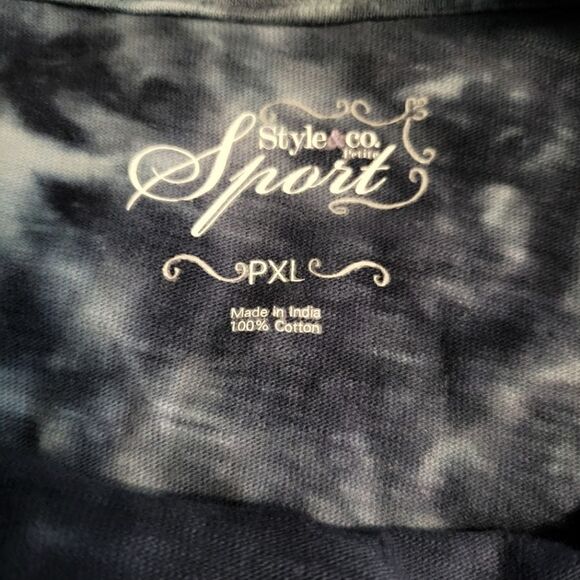 Style&co.
Petite
Sport
PXL
Made in India
100% Cotton